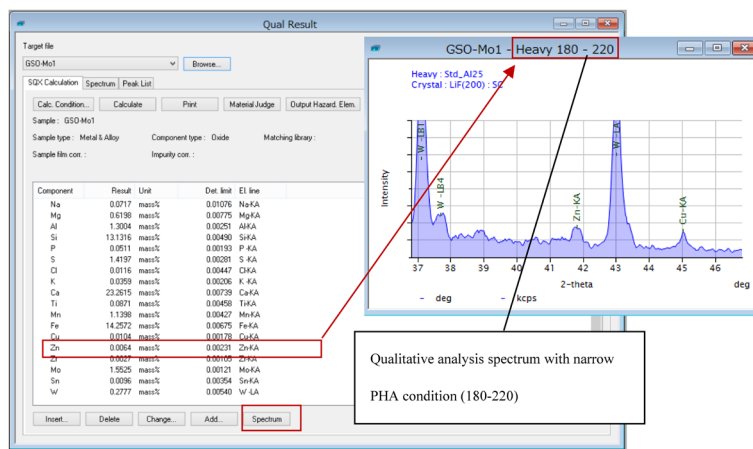 Qual Result
Target file
GSO-Mo1
Browse...
SQX Calculation Spectrum Peak List
Calc. Condition... Calculate Print Material Judge Output Hazard. Elem.
Sample : GSO-Mo1
Sample type : Metal & Alloy Component type : Oxide Matching library :
Sample film corr. : Impurity corr. :
Component Result Unit Det. limit El. line
Na 0.0717 mass% 0.01076 Na-KA
Mg 0.6198 mass% 0.00775 Mg-KA
Al 1.3004 mass% 0.00251 Al-KA
Si 13.1316 mass% 0.00490 Si-KA
P 0.0511 mass% 0.00193 P -KA
S 1.4197 mass% 0.00281 S -KA
Cl 0.0116 mass% 0.00447 Cl-KA
K 0.0359 mass% 0.00206 K -KA
Ca 23.2615 mass% 0.00739 Ca-KA
Ti 0.0871 mass% 0.00458 Ti-KA
Mn 1.1398 mass% 0.00427 Mn-KA
Fe 14.2572 mass% 0.00675 Fe-KA
Cu 0.0104 mass% 0.00178 Cu-KA
Zn 0.0064 mass% 0.00231 Zn-KA
Zr 0.0027 mass% 0.00105 Zr-KA
Mo 1.5525 mass% 0.00121 Mo-KA
Sn 0.0096 mass% 0.00354 Sn-KA
W 0.2777 mass% 0.00540 W -LA
Insert... Delete Change... Add... Spectrum
GSO-Mo1 - Heavy 180 - 220
Heavy : Std_Al25
Crystal : LiF(200) : SC
Intensity
W -LB1
W -LB4
Zn-KA
W -LA
Cu-KA
37 38 39 40 41 42 43 44 45 46
2-theta deg
- deg - kcps
Qualitative analysis spectrum with narrow
PHA condition (180-220)